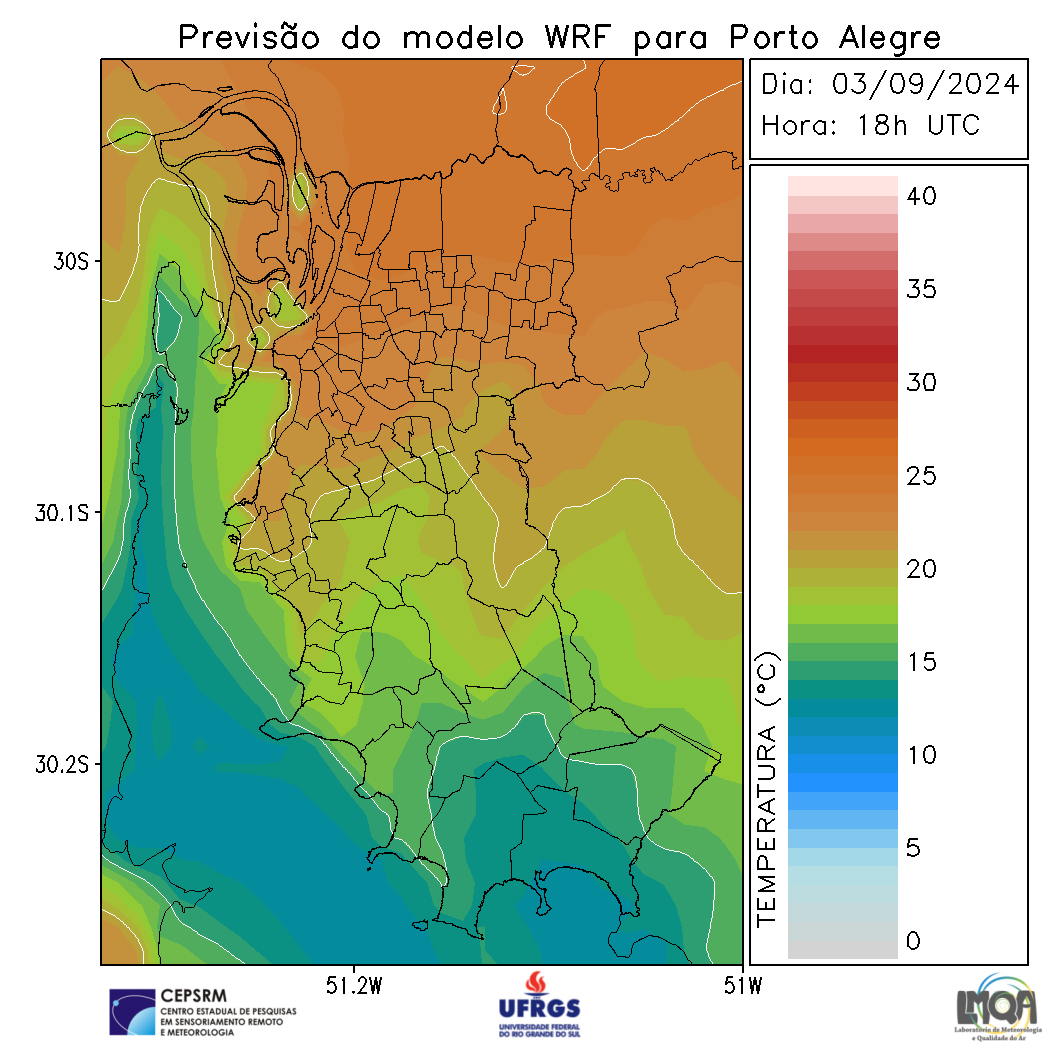 Previsão do modelo WRF para Porto Alegre
Dia: 03/09/2024
Hora: 18h UTC
30S
30.1S
30.2S
51.2W
51W
TEMPERATURA (°C)
40
35
30
25
20
15
10
5
0
CEPSRM
CENTRO ESTADUAL DE PESQUISAS
EM SENSORIAMENTO REMOTO
E METEOROLOGIA
UFRGS
UNIVERSIDADE FEDERAL
DO RIO GRANDE DO SUL
LMQA
Laboratório de Meteorologia
e Qualidade do Ar